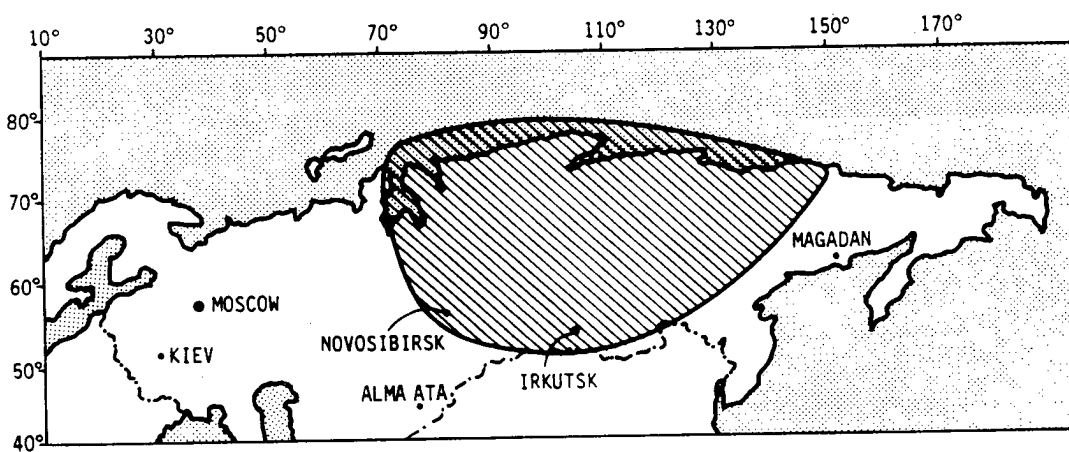 10° 30° 50° 70° 90° 110° 130° 150° 170°
80°
70°
MAGADAN
60°
MOSCOW
NOVOSIBIRSK
KIEV
50°
IRKUTSK
ALMA ATA
40°